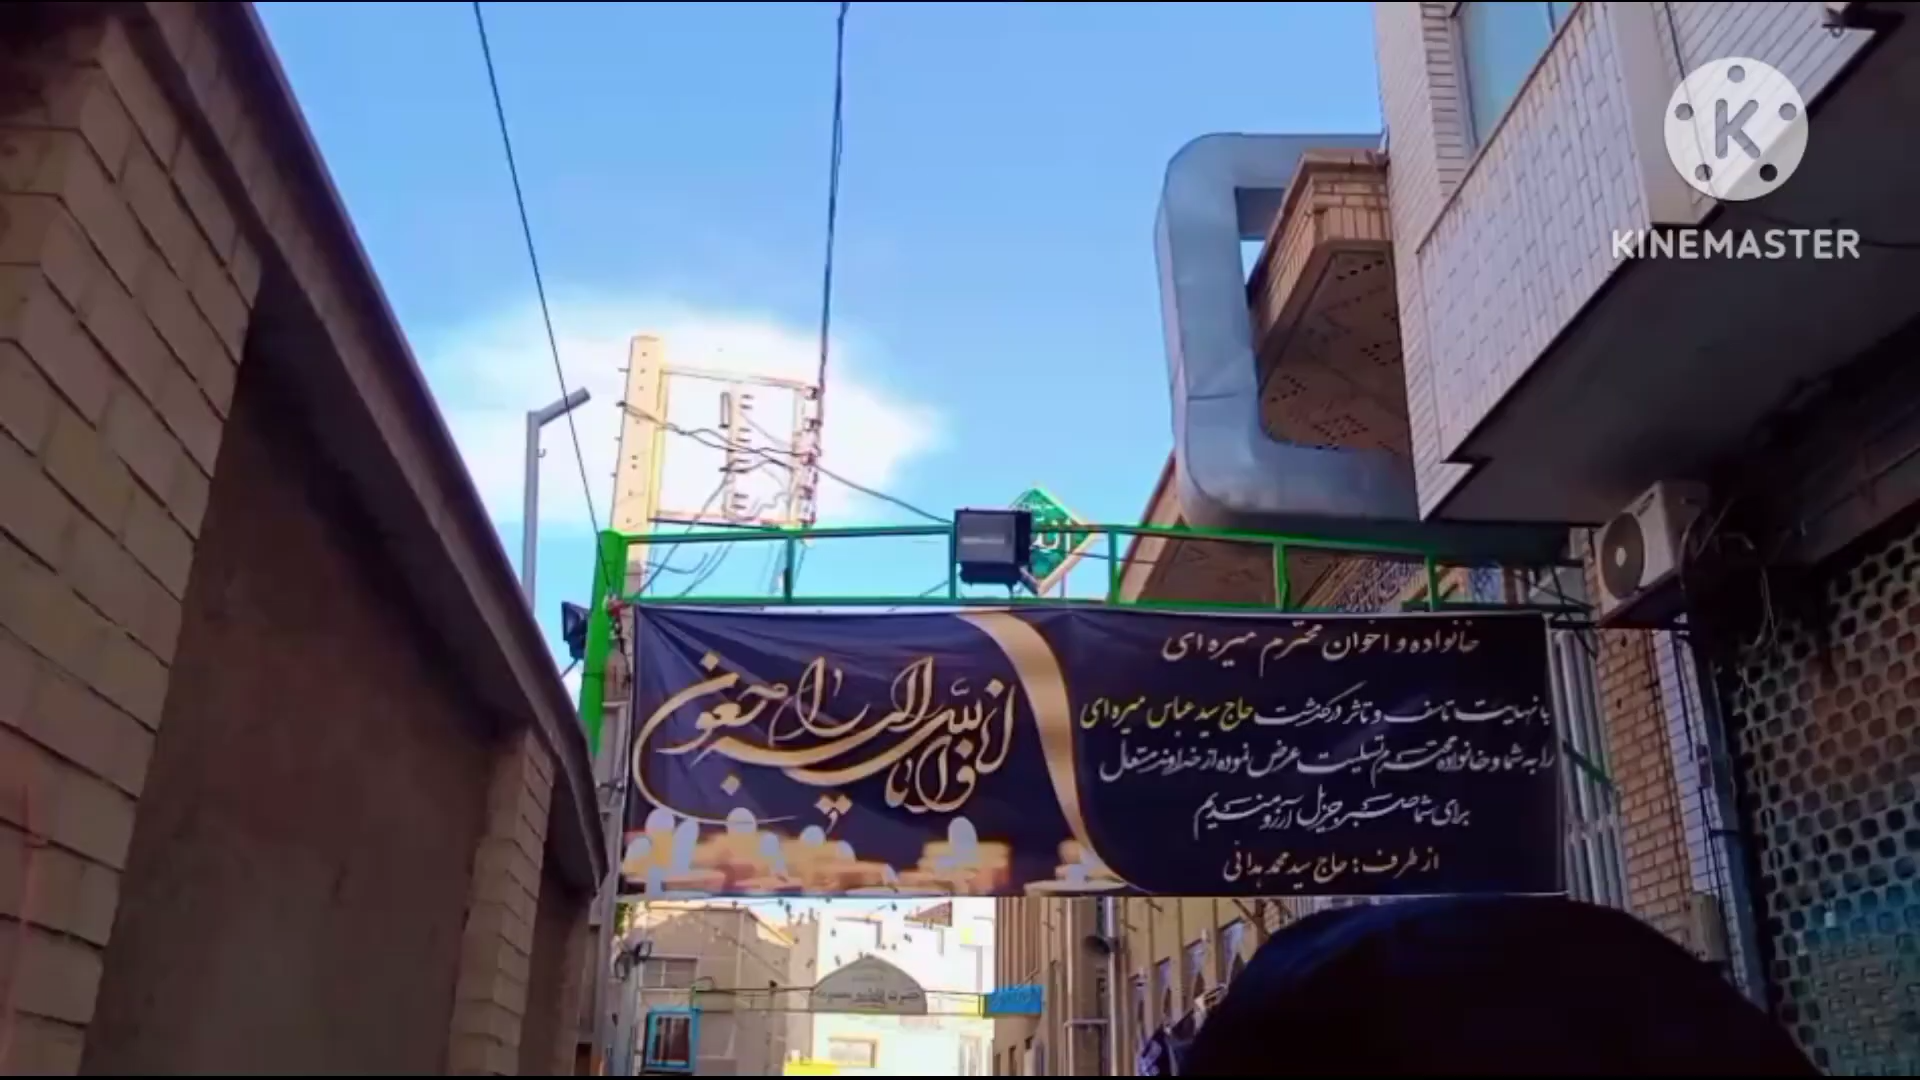 KINEMASTER
انا لله و انا الیه راجعون
خانواده و اخوان محترم میره ای
با نهایت تاسف و تاثر درگذشت حاج سید عباس میره ای
را به شما و خانواده محترم تسلیت عرض نموده از خداوند متعال
برای شما صبر جزیل آرزومندیم
از طرف: حاج سید محمد هدائی